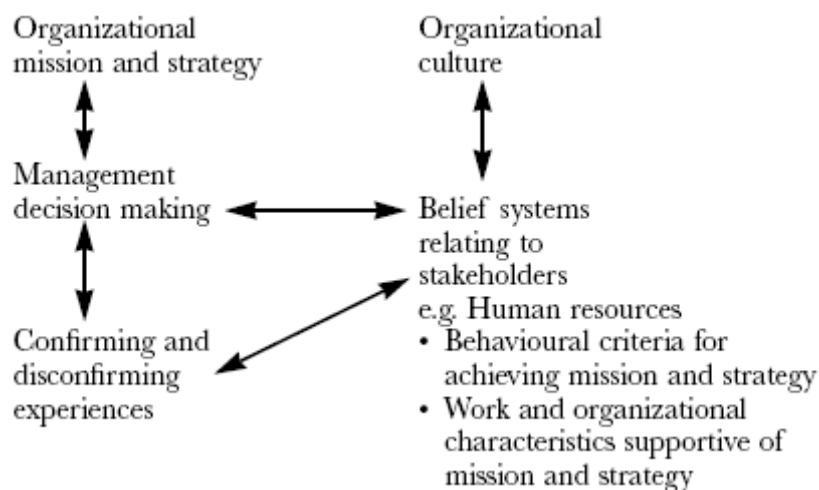 Organizational
mission and strategy
Organizational
culture
Management
decision making
Belief systems
relating to
stakeholders
e.g. Human resources
• Behavioural criteria for
achieving mission and strategy
• Work and organizational
characteristics supportive of
mission and strategy
Confirming and
disconfirming
experiences